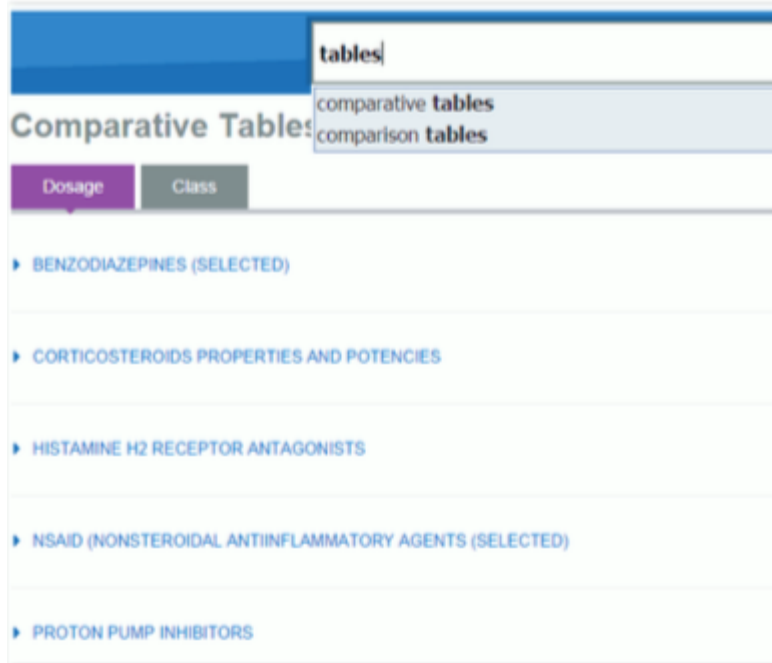 tables
comparative tables
comparison tables
Comparative Tables
Dosage
Class
BENZODIAZEPINES (SELECTED)
CORTICOSTEROIDS PROPERTIES AND POTENCIES
HISTAMINE H2 RECEPTOR ANTAGONISTS
NSAID (NONSTEROIDAL ANTIINFLAMMATORY AGENTS (SELECTED)
PROTON PUMP INHIBITORS